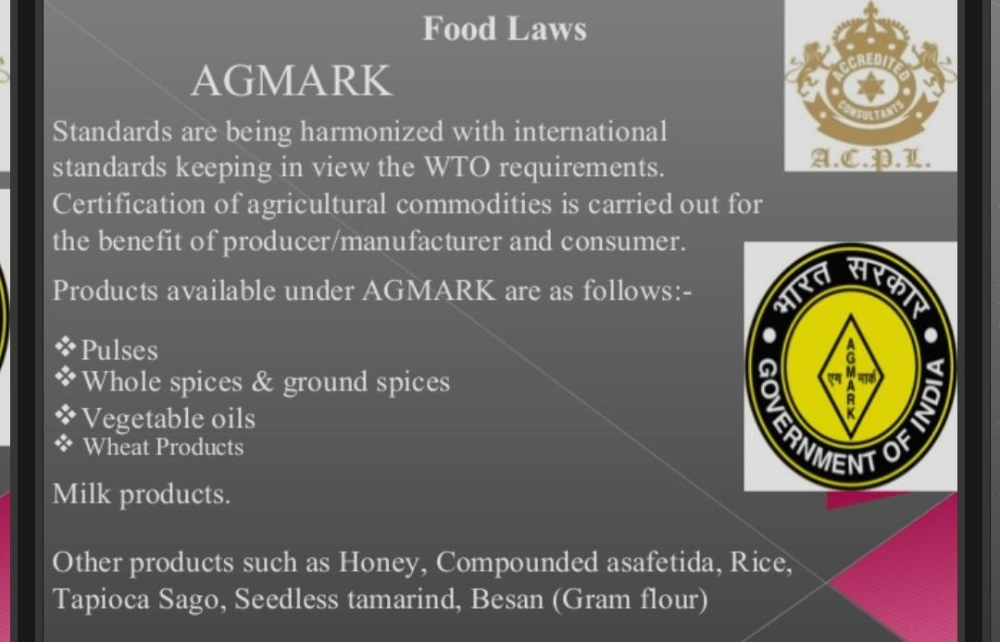 Food Laws
AGMARK
Standards are being harmonized with international
standards keeping in view the WTO requirements.
Certification of agricultural commodities is carried out for
the benefit of producer/manufacturer and consumer.
Products available under AGMARK are as follows:-
❖Pulses
❖Whole spices & ground spices
❖Vegetable oils
❖ Wheat Products
Milk products.
Other products such as Honey, Compounded asafetida, Rice,
Tapioca Sago, Seedless tamarind, Besan (Gram flour)
ACCREDITED
CONSULTANTS
A.C.P.L.
भारत सरकार
AGMARK
एग मार्क
GOVERNMENT OF INDIA